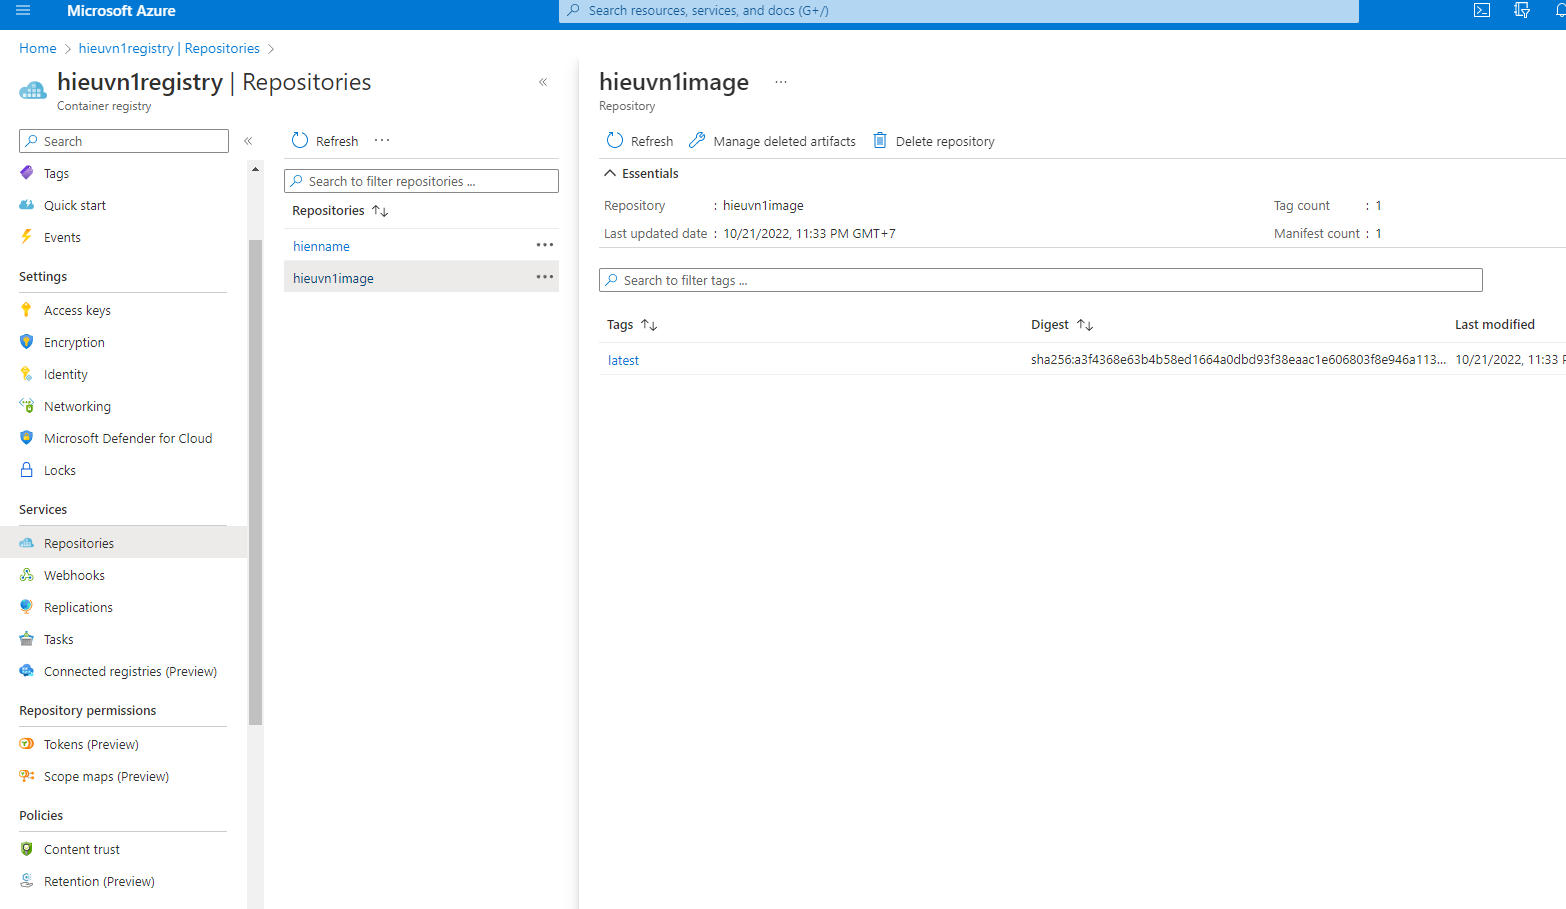 Microsoft Azure
Search resources, services, and docs (G+/)
Home > hieuvn1registry | Repositories >
hieuvn1registry | Repositories
Container registry
Search
Tags
Quick start
Events
Settings
Access keys
Encryption
Identity
Networking
Microsoft Defender for Cloud
Locks
Services
Repositories
Webhooks
Replications
Tasks
Connected registries (Preview)
Repository permissions
Tokens (Preview)
Scope maps (Preview)
Policies
Content trust
Retention (Preview)
Refresh ...
Search to filter repositories ...
Repositories
hienname
hieuvn1image
hieuvn1image ...
Repository
Refresh Manage deleted artifacts Delete repository
Essentials
Repository : hieuvn1image Tag count : 1
Last updated date : 10/21/2022, 11:33 PM GMT+7 Manifest count : 1
Search to filter tags ...
Tags Digest Last modified
latest sha256:a3f4368e63b4b58ed1664a0dbd93f38eaac1e606803f8e946a113... 10/21/2022, 11:33 P